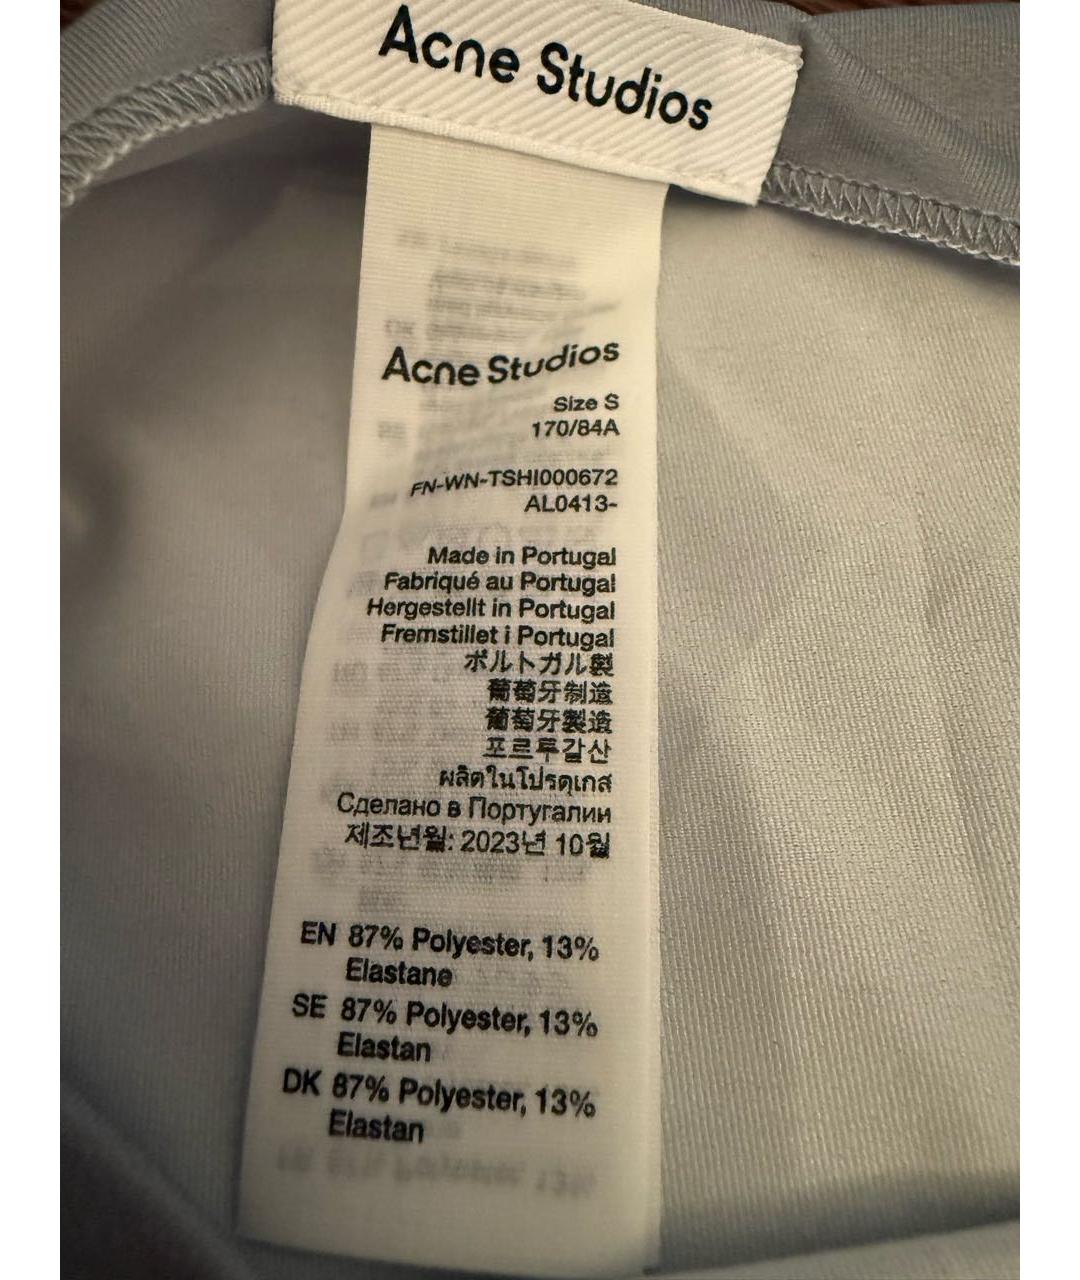 Acne Studios
Acne Studios
Size S
170/84A
FN-WN-TSHI000672
AL0413-
Made in Portugal
Fabriqué au Portugal
Hergestellt in Portugal
Fremstillet i Portugal
ポルトガル製
葡萄牙制造
葡萄牙製造
포르투갈산
ผลิตในโปรตุเกส
Сделано в Португалии
제조년월: 2023년 10월
EN 87% Polyester, 13%
Elastane
SE 87% Polyester, 13%
Elastan
DK 87% Polyester, 13%
Elastan